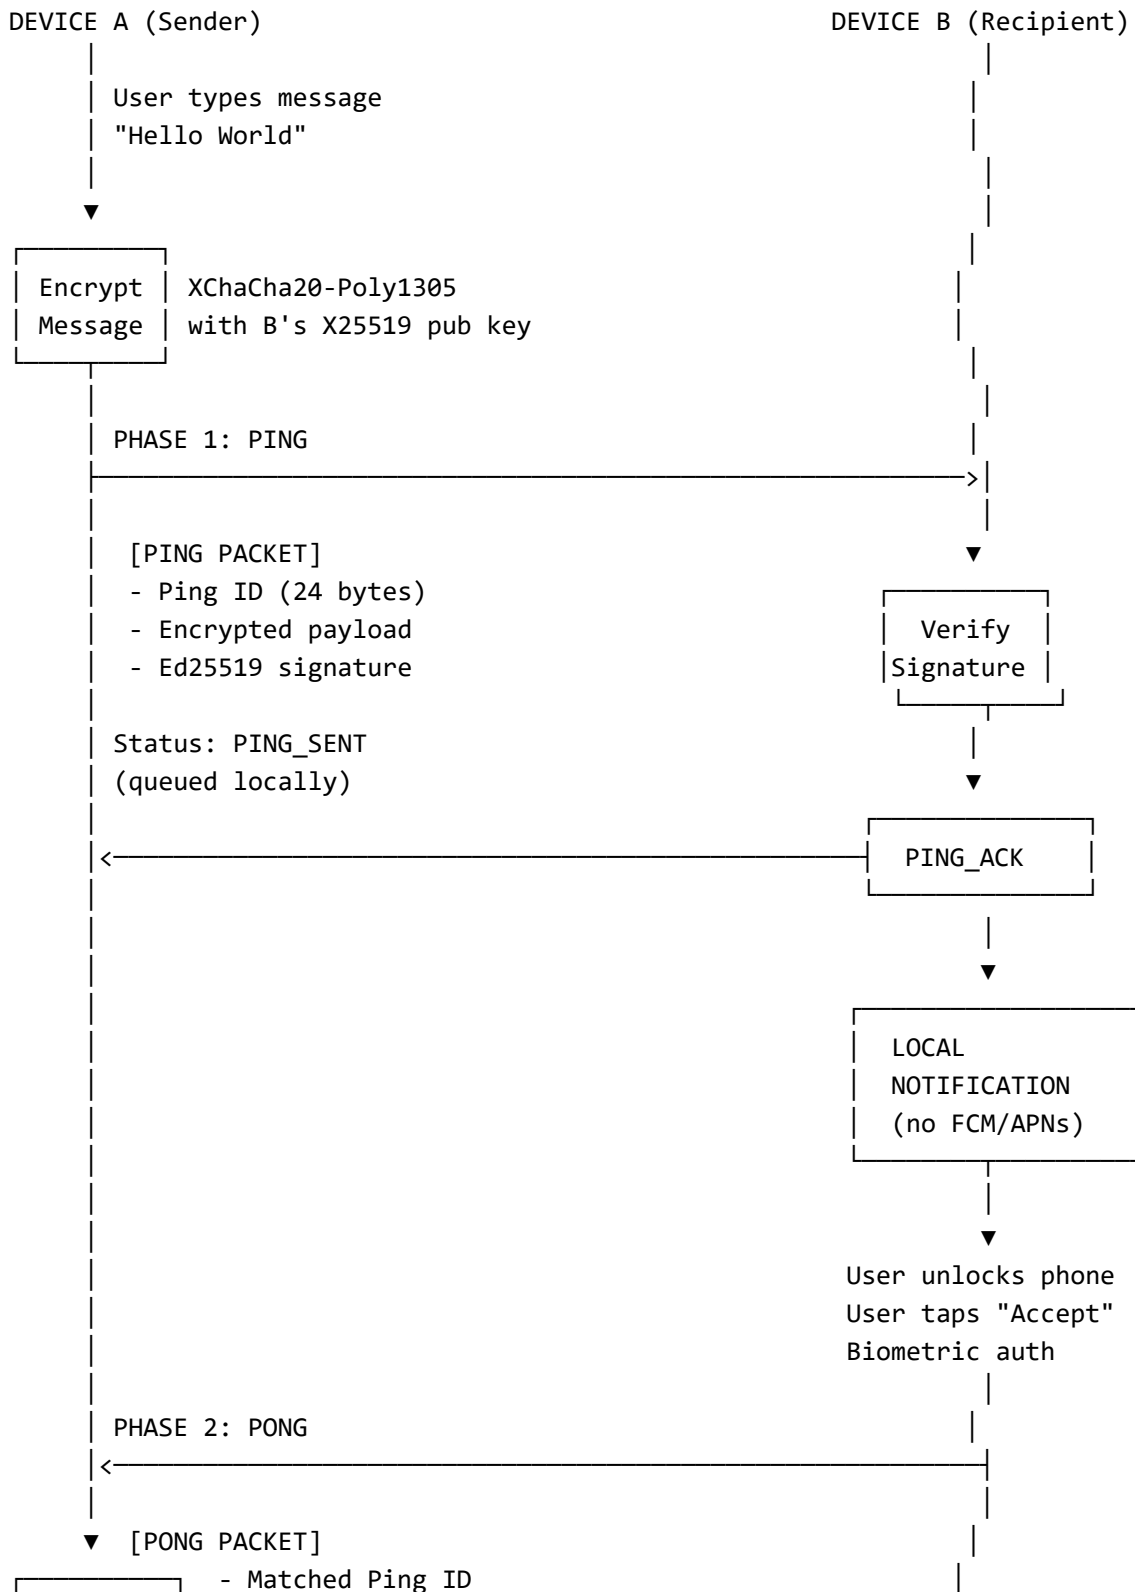 DEVICE A (Sender) DEVICE B (Recipient)
User types message
"Hello World"
Encrypt XChaCha20-Poly1305
Message with B's X25519 pub key
PHASE 1: PING
[PING PACKET]
- Ping ID (24 bytes)
- Encrypted payload Verify
- Ed25519 signature Signature
Status: PING_SENT
(queued locally)
PING_ACK
LOCAL
NOTIFICATION
(no FCM/APNs)
User unlocks phone
User taps "Accept"
Biometric auth
PHASE 2: PONG
[PONG PACKET]
- Matched Ping ID